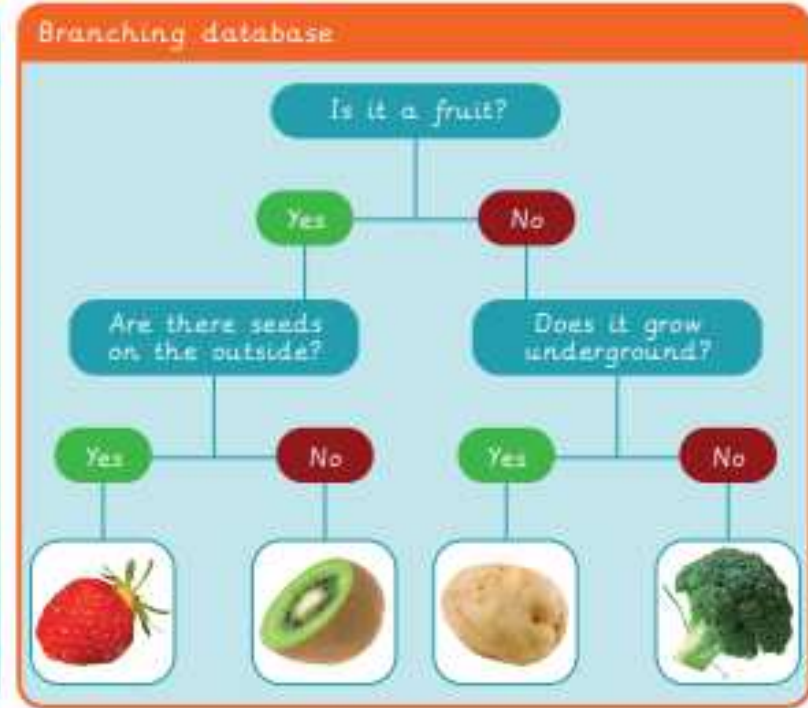 Branching database
Is it a fruit?
Yes
No
Are there seeds
on the outside?
Does it grow
underground?
Yes
No
Yes
No